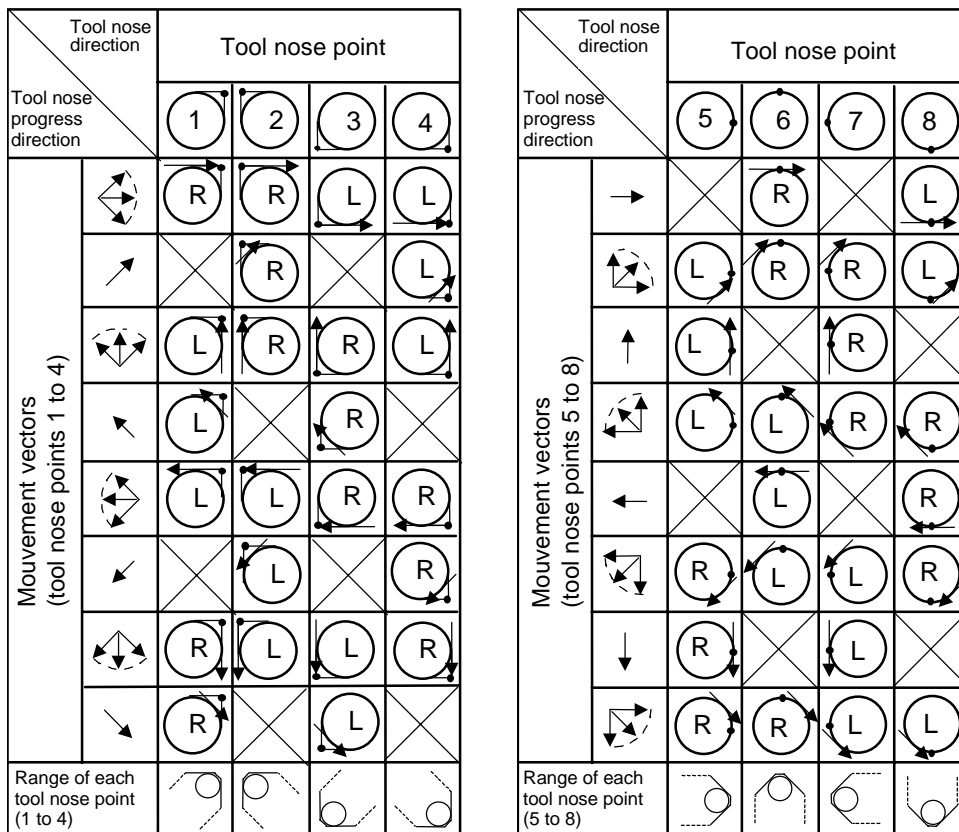 Tool nose
direction
Tool nose point
Tool nose
progress
direction
1 2 3 4
R R L L
R L
L R R L
L R
L L R R
L R
R L L R
R L
Mouvement vectors
(tool nose points 1 to 4)
Range of each
tool nose point
(1 to 4)
Tool nose
direction
Tool nose point
Tool nose
progress
direction
5 6 7 8
R L
L R R L
L R
L L R R
L R
R L L R
R L
R R L L
Mouvement vectors
(tool nose points 5 to 8)
Range of each
tool nose point
(5 to 8)